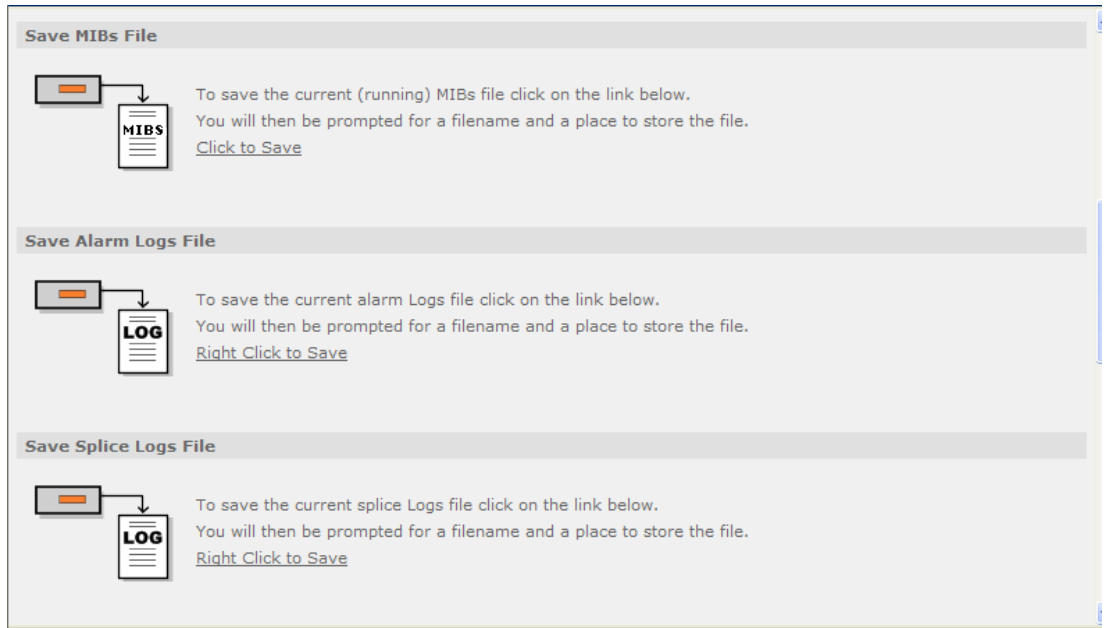 Save MIBs File
MIBS
To save the current (running) MIBs file click on the link below.
You will then be prompted for a filename and a place to store the file.
Click to Save
Save Alarm Logs File
LOG
To save the current alarm Logs file click on the link below.
You will then be prompted for a filename and a place to store the file.
Right Click to Save
Save Splice Logs File
LOG
To save the current splice Logs file click on the link below.
You will then be prompted for a filename and a place to store the file.
Right Click to Save